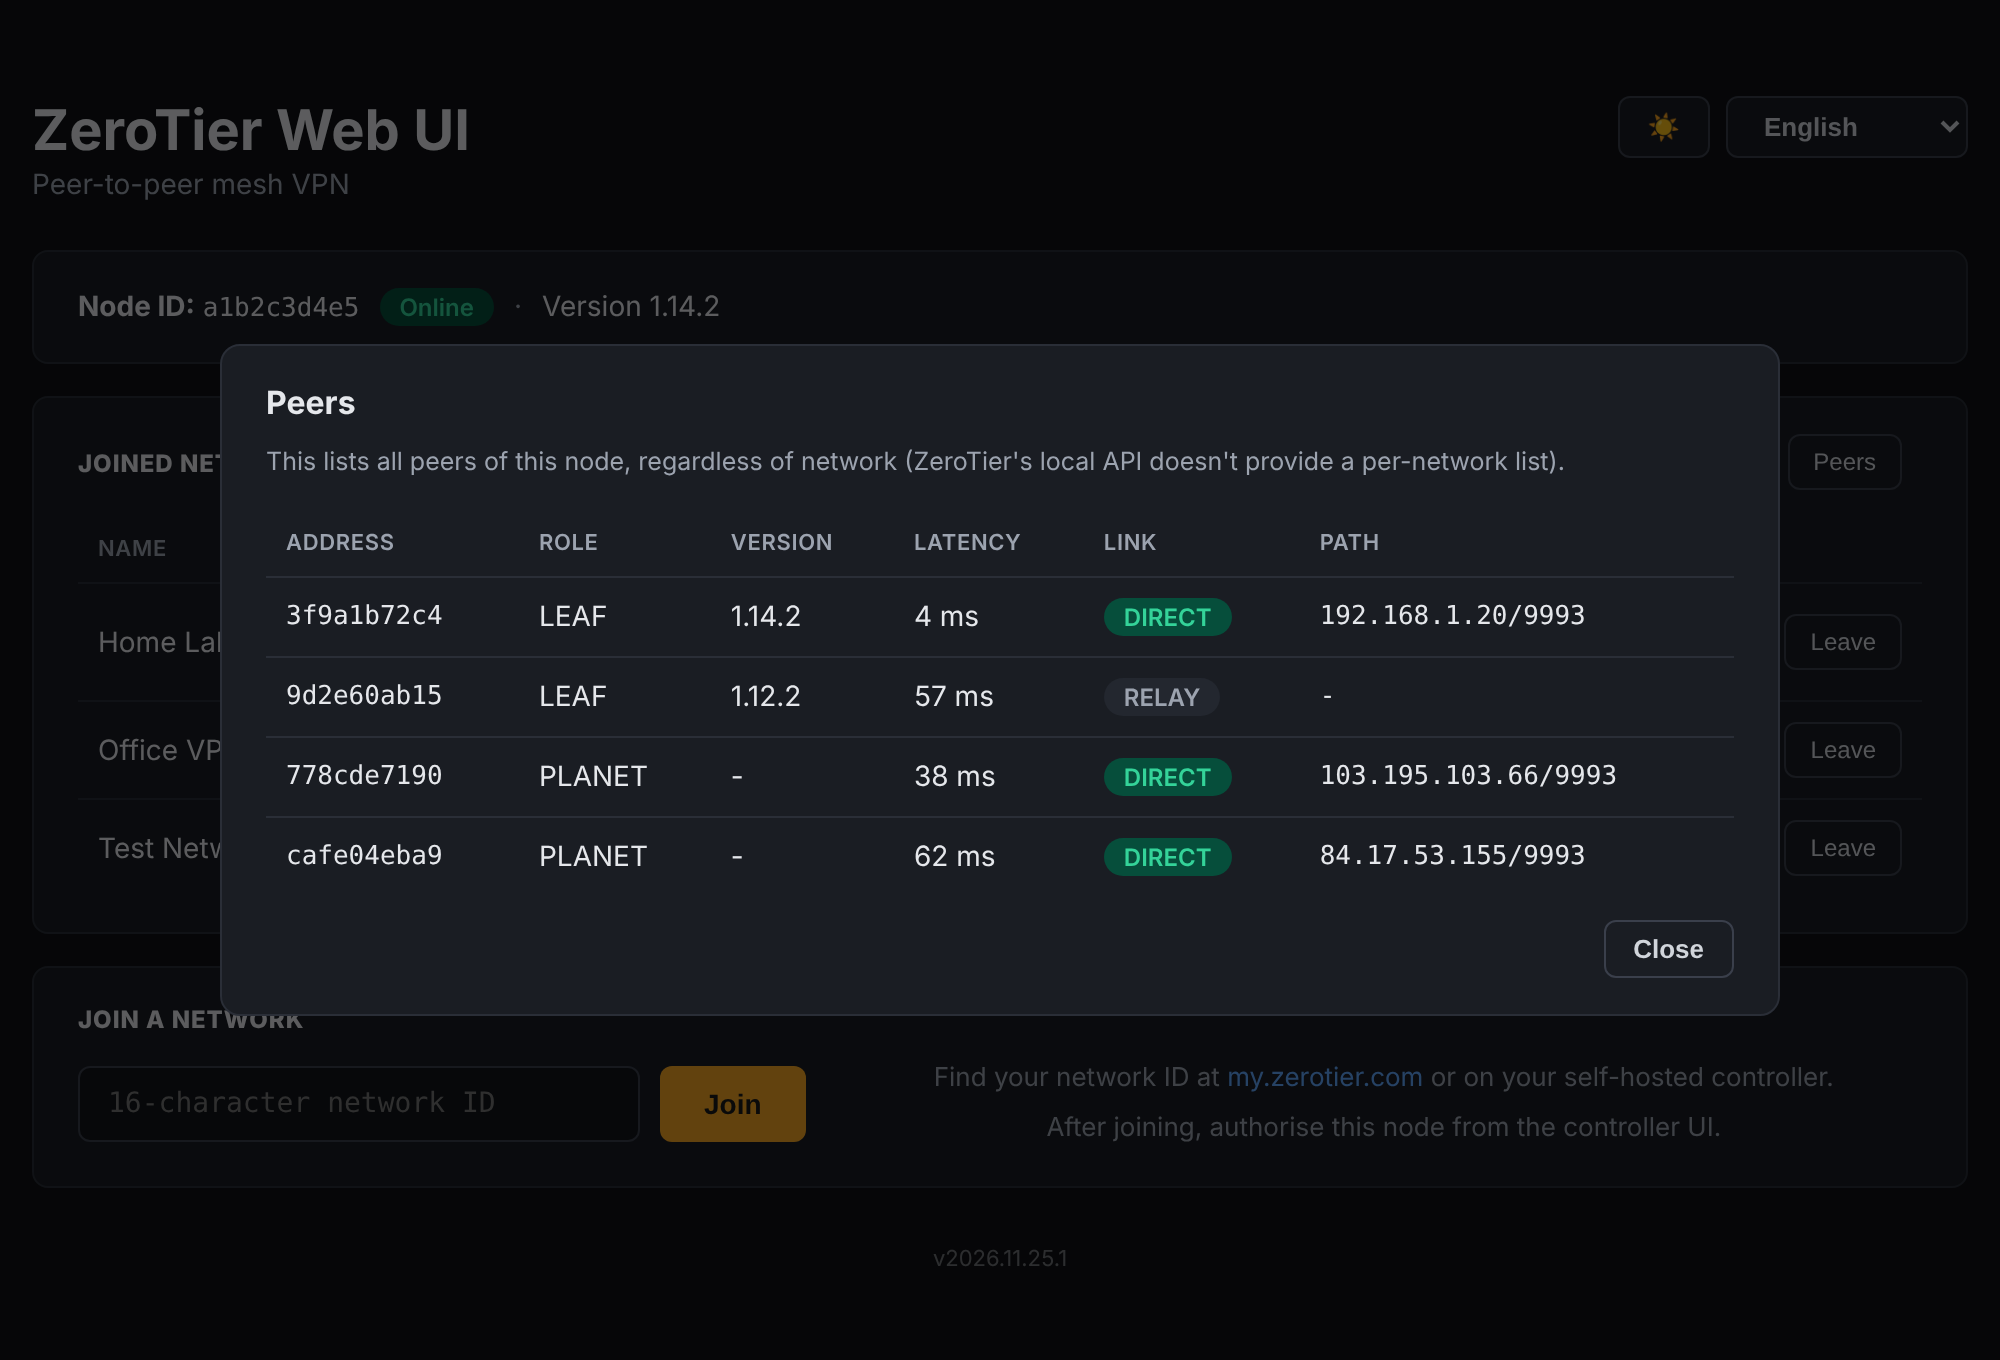 ZeroTier Web UI
English
Peer-to-peer mesh VPN
Node ID: a1b2c3d4e5 Online · Version 1.14.2
Peers
This lists all peers of this node, regardless of network (ZeroTier's local API doesn't provide a per-network list).
ADDRESS ROLE VERSION LATENCY LINK PATH
3f9a1b72c4 LEAF 1.14.2 4 ms DIRECT 192.168.1.20/9993
9d2e60ab15 LEAF 1.12.2 57 ms RELAY -
778cde7190 PLANET - 38 ms DIRECT 103.195.103.66/9993
cafe04eba9 PLANET - 62 ms DIRECT 84.17.53.155/9993
Close
JOINED
Peers
NAME
Home
Leave
Office
Leave
Test
Leave
JOIN A NETWORK
16-character network ID
Join
Find your network ID at my.zerotier.com or on your self-hosted controller.
After joining, authorise this node from the controller UI.
v2026.11.25.1